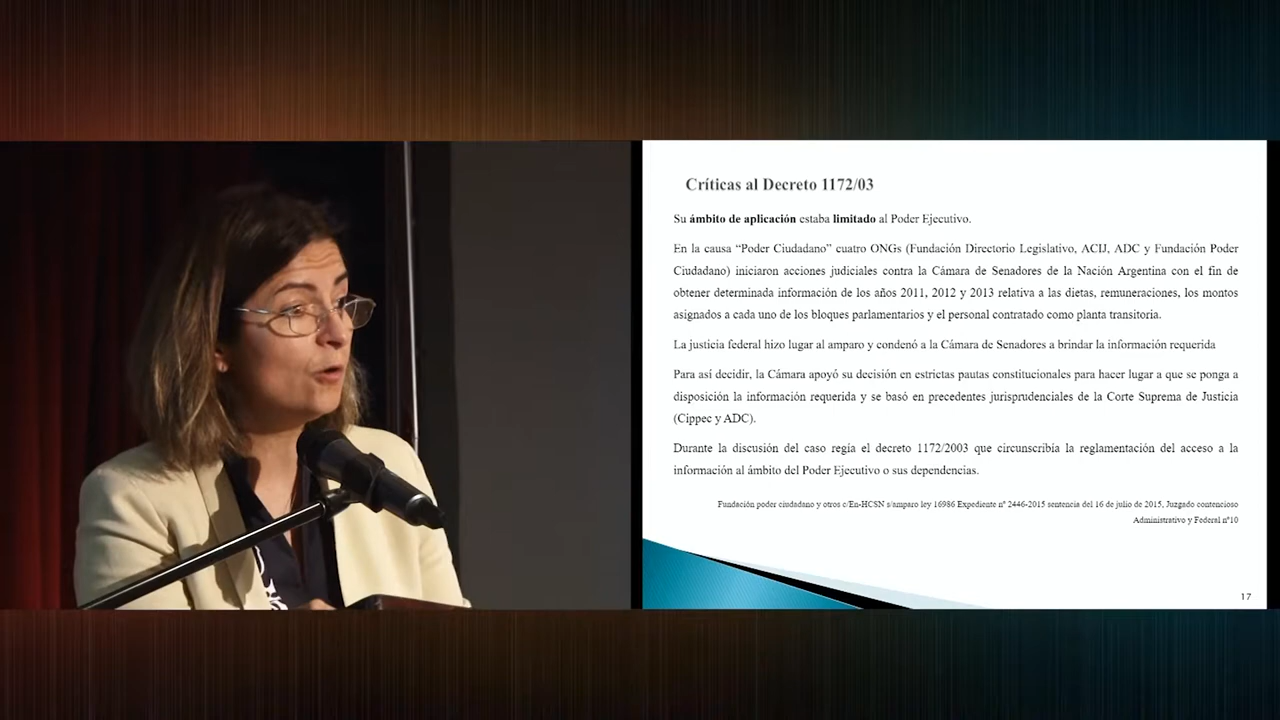 Críticas al Decreto 1172/03
Su ámbito de aplicación estaba limitado al Poder Ejecutivo.
En la causa “Poder Ciudadano” cuatro ONGs (Fundación Directorio Legislativo, ACIJ, ADC y Fundación Poder
Ciudadano) iniciaron acciones judiciales contra la Cámara de Senadores de la Nación Argentina con el fin de
obtener determinada información de los años 2011, 2012 y 2013 relativa a las dietas, remuneraciones, los montos
asignados a cada uno de los bloques parlamentarios y el personal contratado como planta transitoria.
La justicia federal hizo lugar al amparo y condenó a la Cámara de Senadores a brindar la información requerida
Para así decidir, la Cámara apoyó su decisión en estrictas pautas constitucionales para hacer lugar a que se ponga a
disposición la información requerida y se basó en precedentes jurisprudenciales de la Corte Suprema de Justicia
(Cippec y ADC).
Durante la discusión del caso regía el decreto 1172/2003 que circunscribía la reglamentación del acceso a la
información al ámbito del Poder Ejecutivo o sus dependencias.
Fundación poder ciudadano y otros c/En-HCSN s/amparo ley 16986 Expediente nº 2446-2015 sentencia del 16 de julio de 2015, Juzgado contencioso
Administrativo y Federal nº10
17